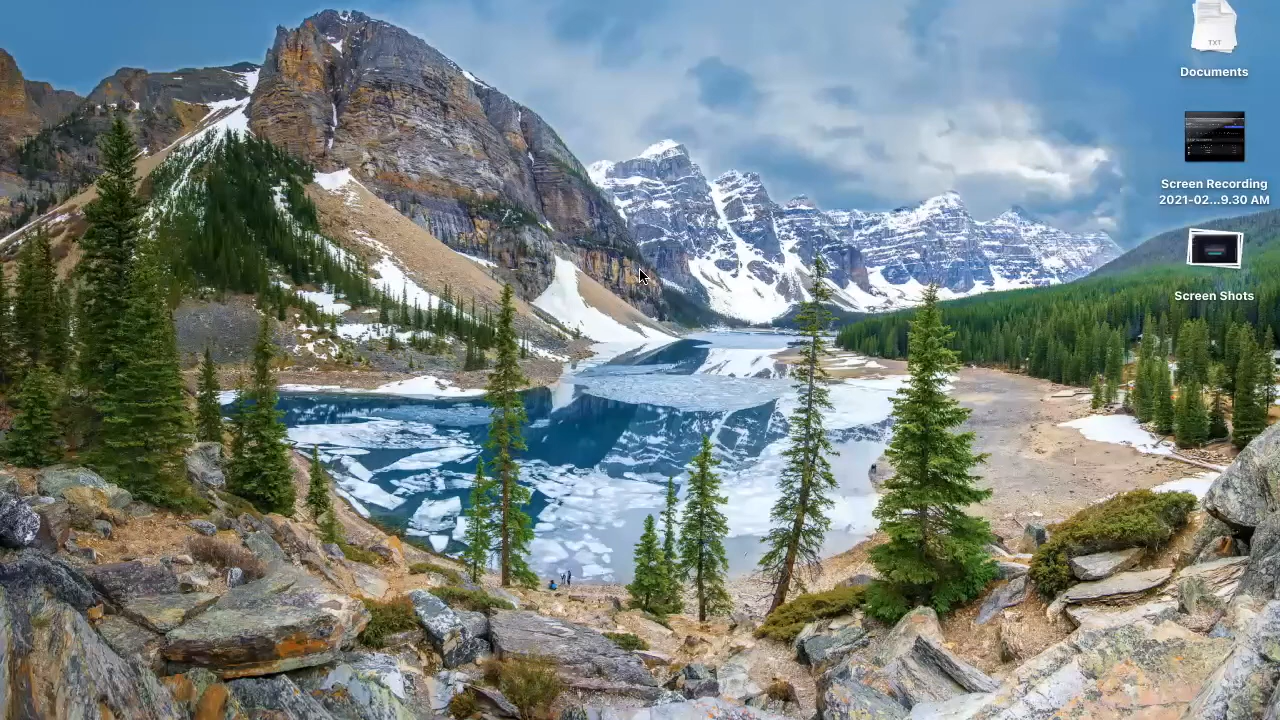 TXT
Documents
Screen Recording
2021-02...9.30 AM
Screen Shots